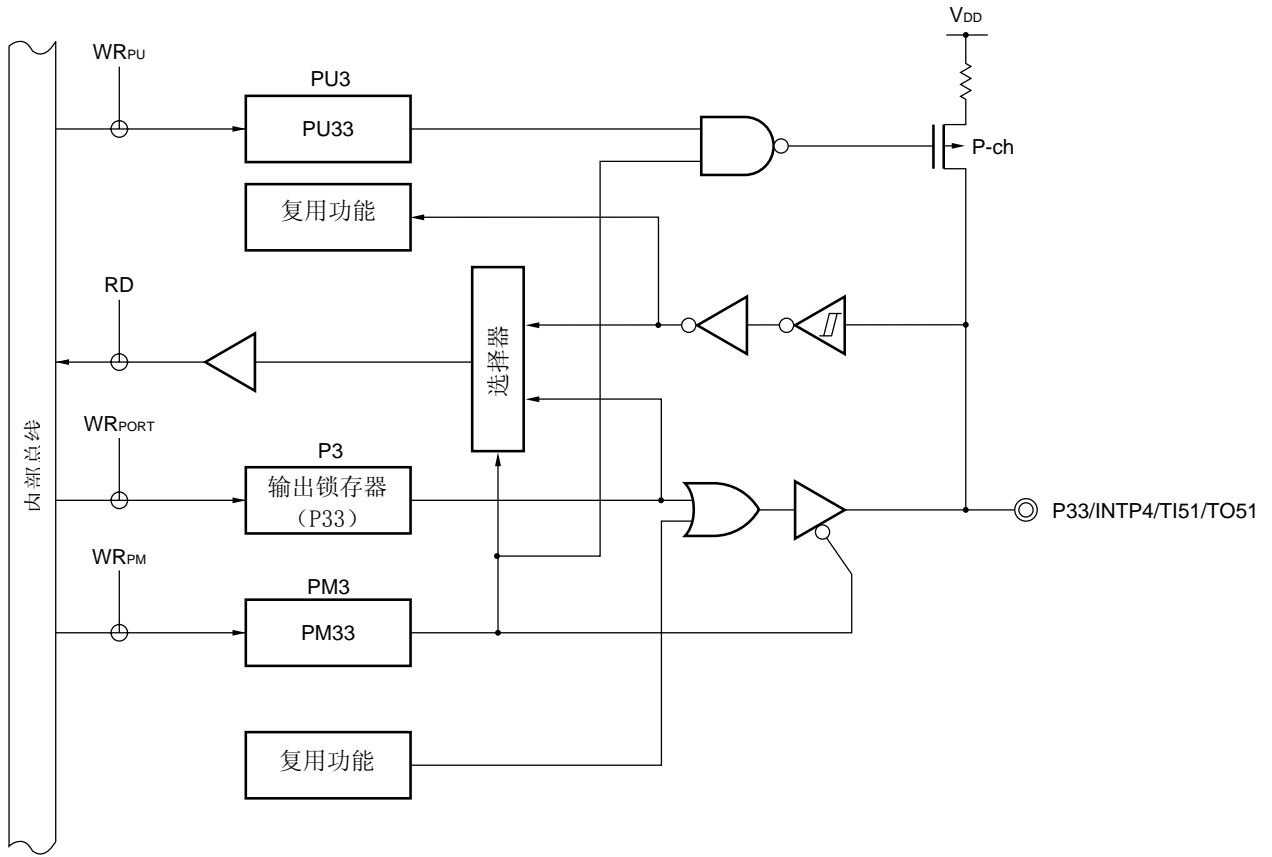 VDD
WRPU
PU3
PU33
P-ch
复用功能
RD
选择器
内部总线
WRPORT
P3
输出锁存器
（P33）
P33/INTP4/TI51/TO51
WRPM
PM3
PM33
复用功能